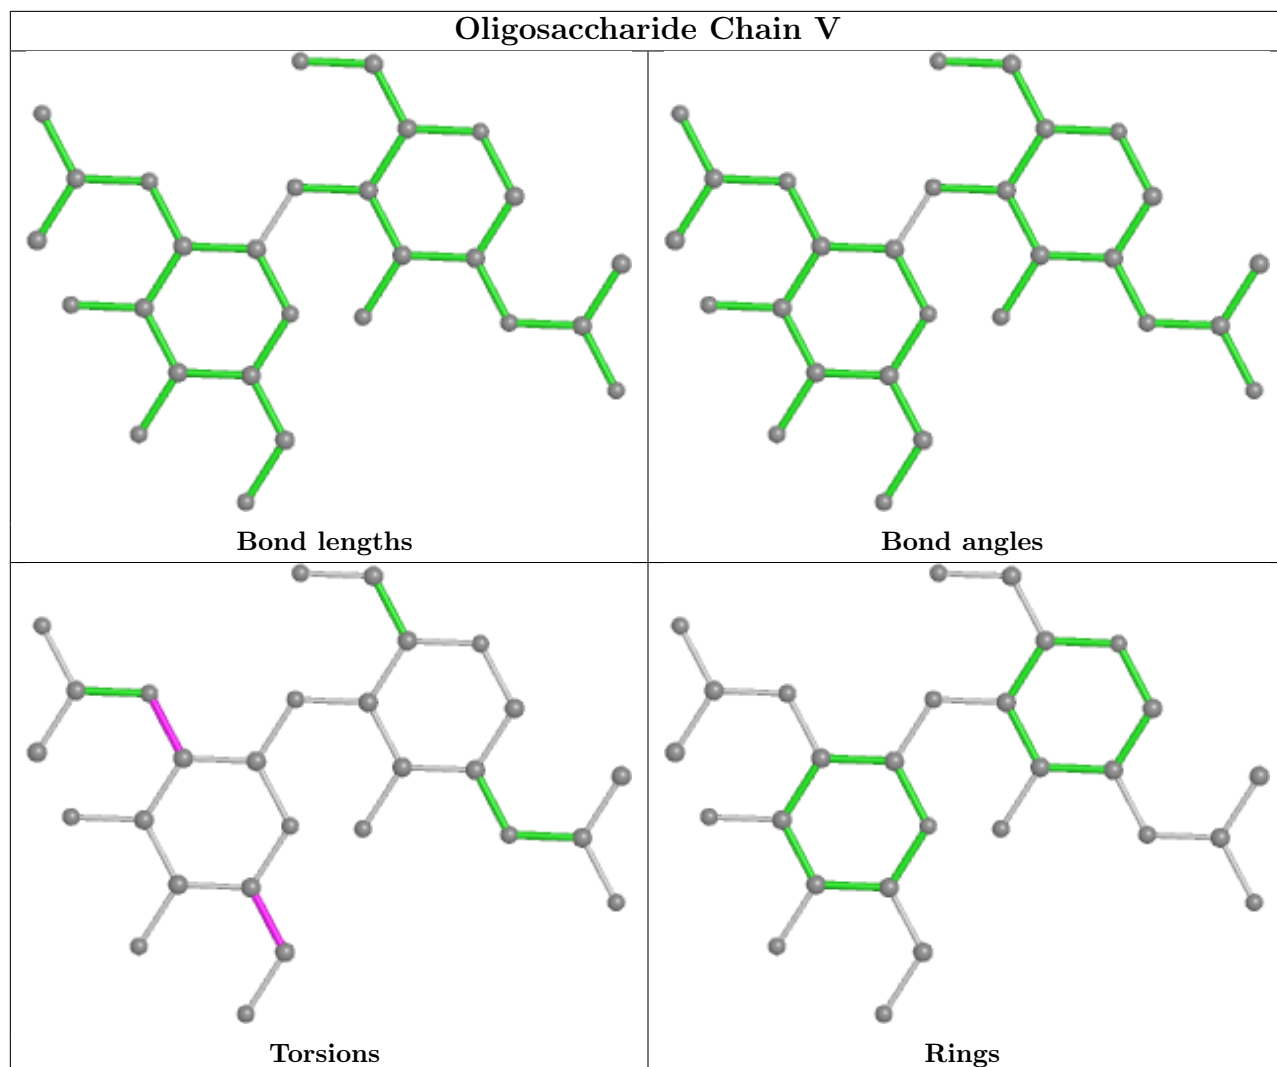 Oligosaccharide Chain V
Bond lengths
Bond angles
Torsions
Rings